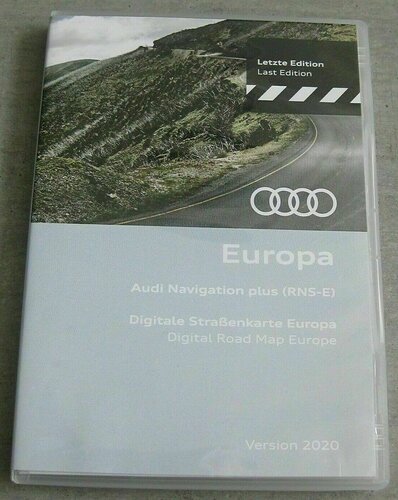 Letzte Edition
Last Edition
Europa
Audi Navigation plus (RNS-E)
Digitale Straßenkarte Europa
Digital Road Map Europe
Version 2020